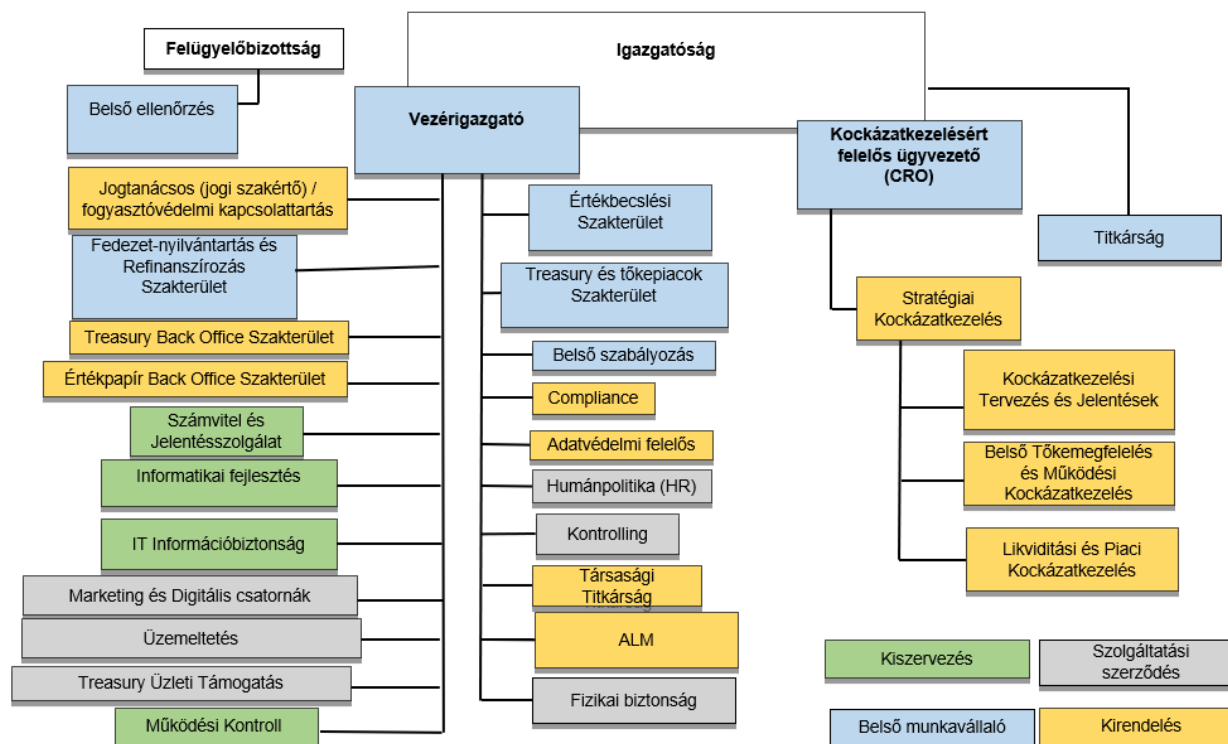 Felügyelőbizottság
Igazgatóság
Belső ellenőrzés
Vezérigazgató
Kockázatkezelésért
felelős ügyvezető
(CRO)
Titkárság
Jogtanácsos (jogi szakértő) /
fogyasztóvédelmi kapcsolattartás
Fedezet-nyilvántartás és
Refinanszírozás
Szakterület
Treasury Back Office Szakterület
Értékpapír Back Office Szakterület
Számvitel és
Jelentésszolgálat
Informatikai fejlesztés
IT Információbiztonság
Marketing és Digitális csatornák
Üzemeltetés
Treasury Üzleti Támogatás
Működési Kontroll
Értékbecslési
Szakterület
Treasury és tőkepiacok
Szakterület
Belső szabályozás
Compliance
Adatvédelmi felelős
Humánpolitika (HR)
Kontrolling
Társasági
Titkárság
ALM
Fizikai biztonság
Stratégiai
Kockázatkezelés
Kockázatkezelési
Tervezés és Jelentések
Belső Tőkemegfelelés
és Működési
Kockázatkezelés
Likviditási és Piaci
Kockázatkezelés
Kiszervezés
Szolgáltatási
szerződés
Belső munkavállaló
Kirendelés